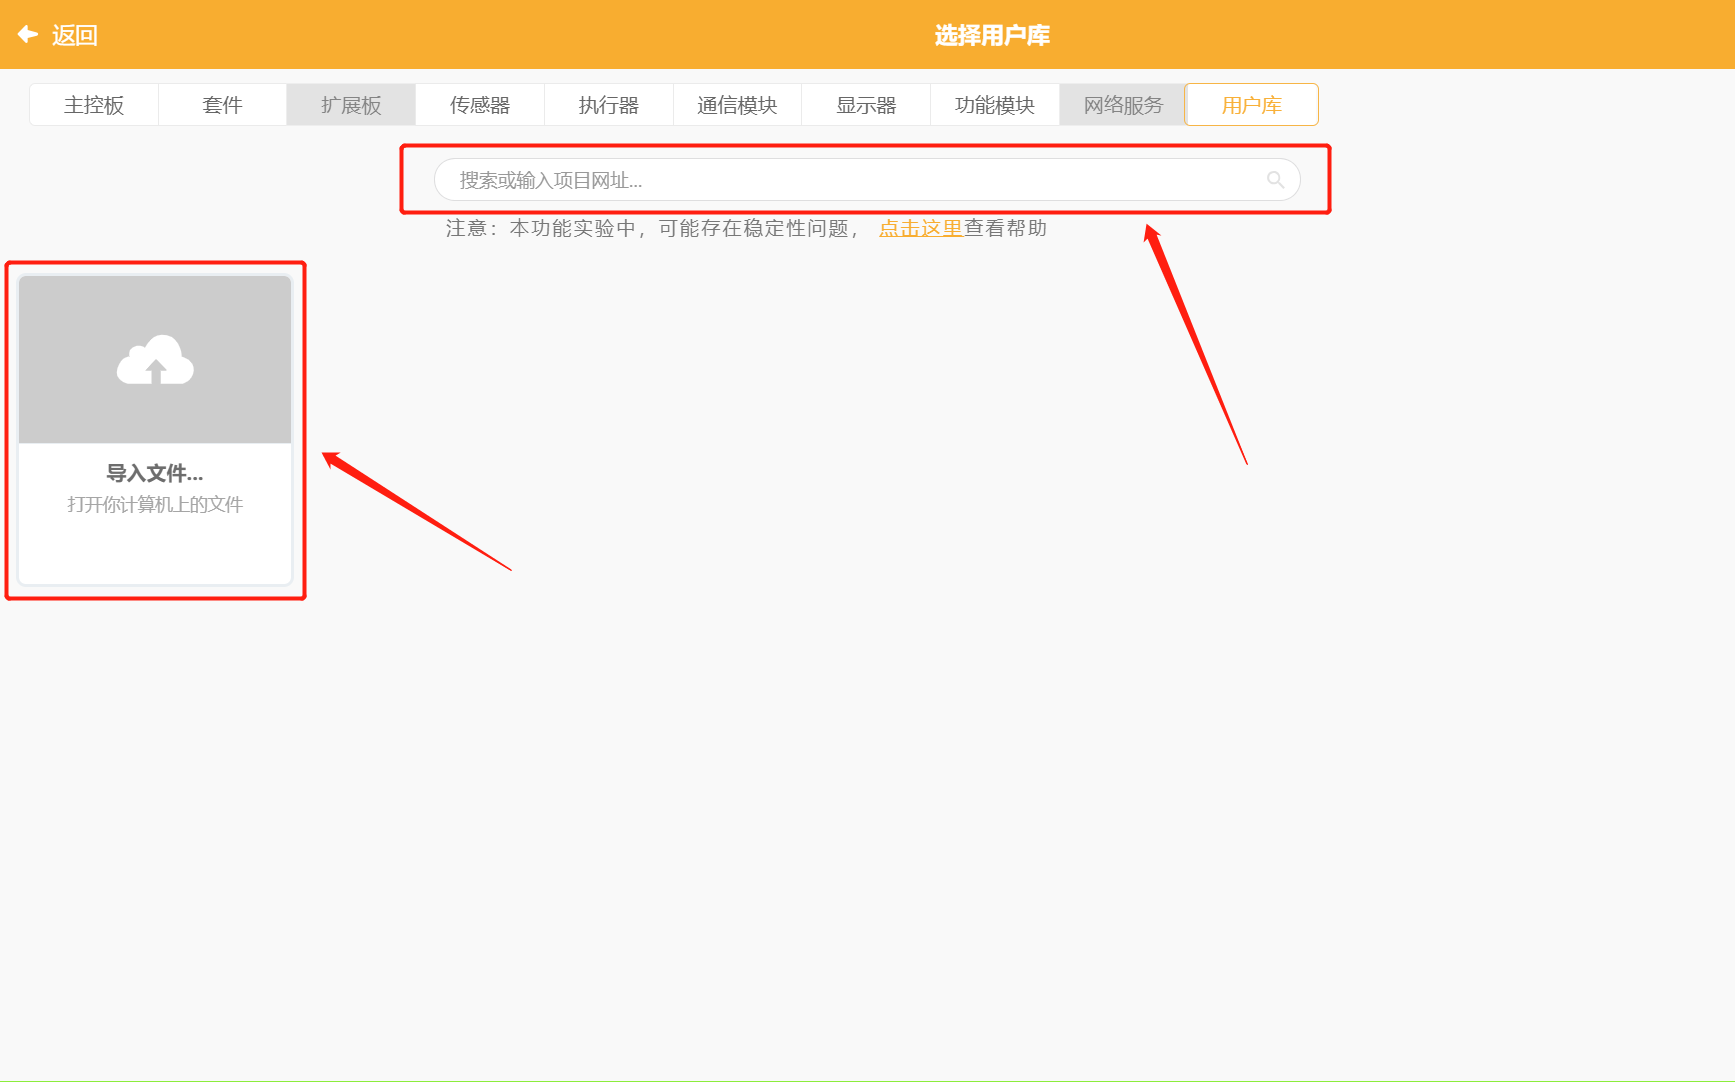 返回
选择用户库
主控板 套件 扩展板 传感器 执行器 通信模块 显示器 功能模块 网络服务 用户库
搜索或输入项目网址...
注意：本功能实验中，可能存在稳定性问题， 点击这里查看帮助
导入文件...
打开你计算机上的文件